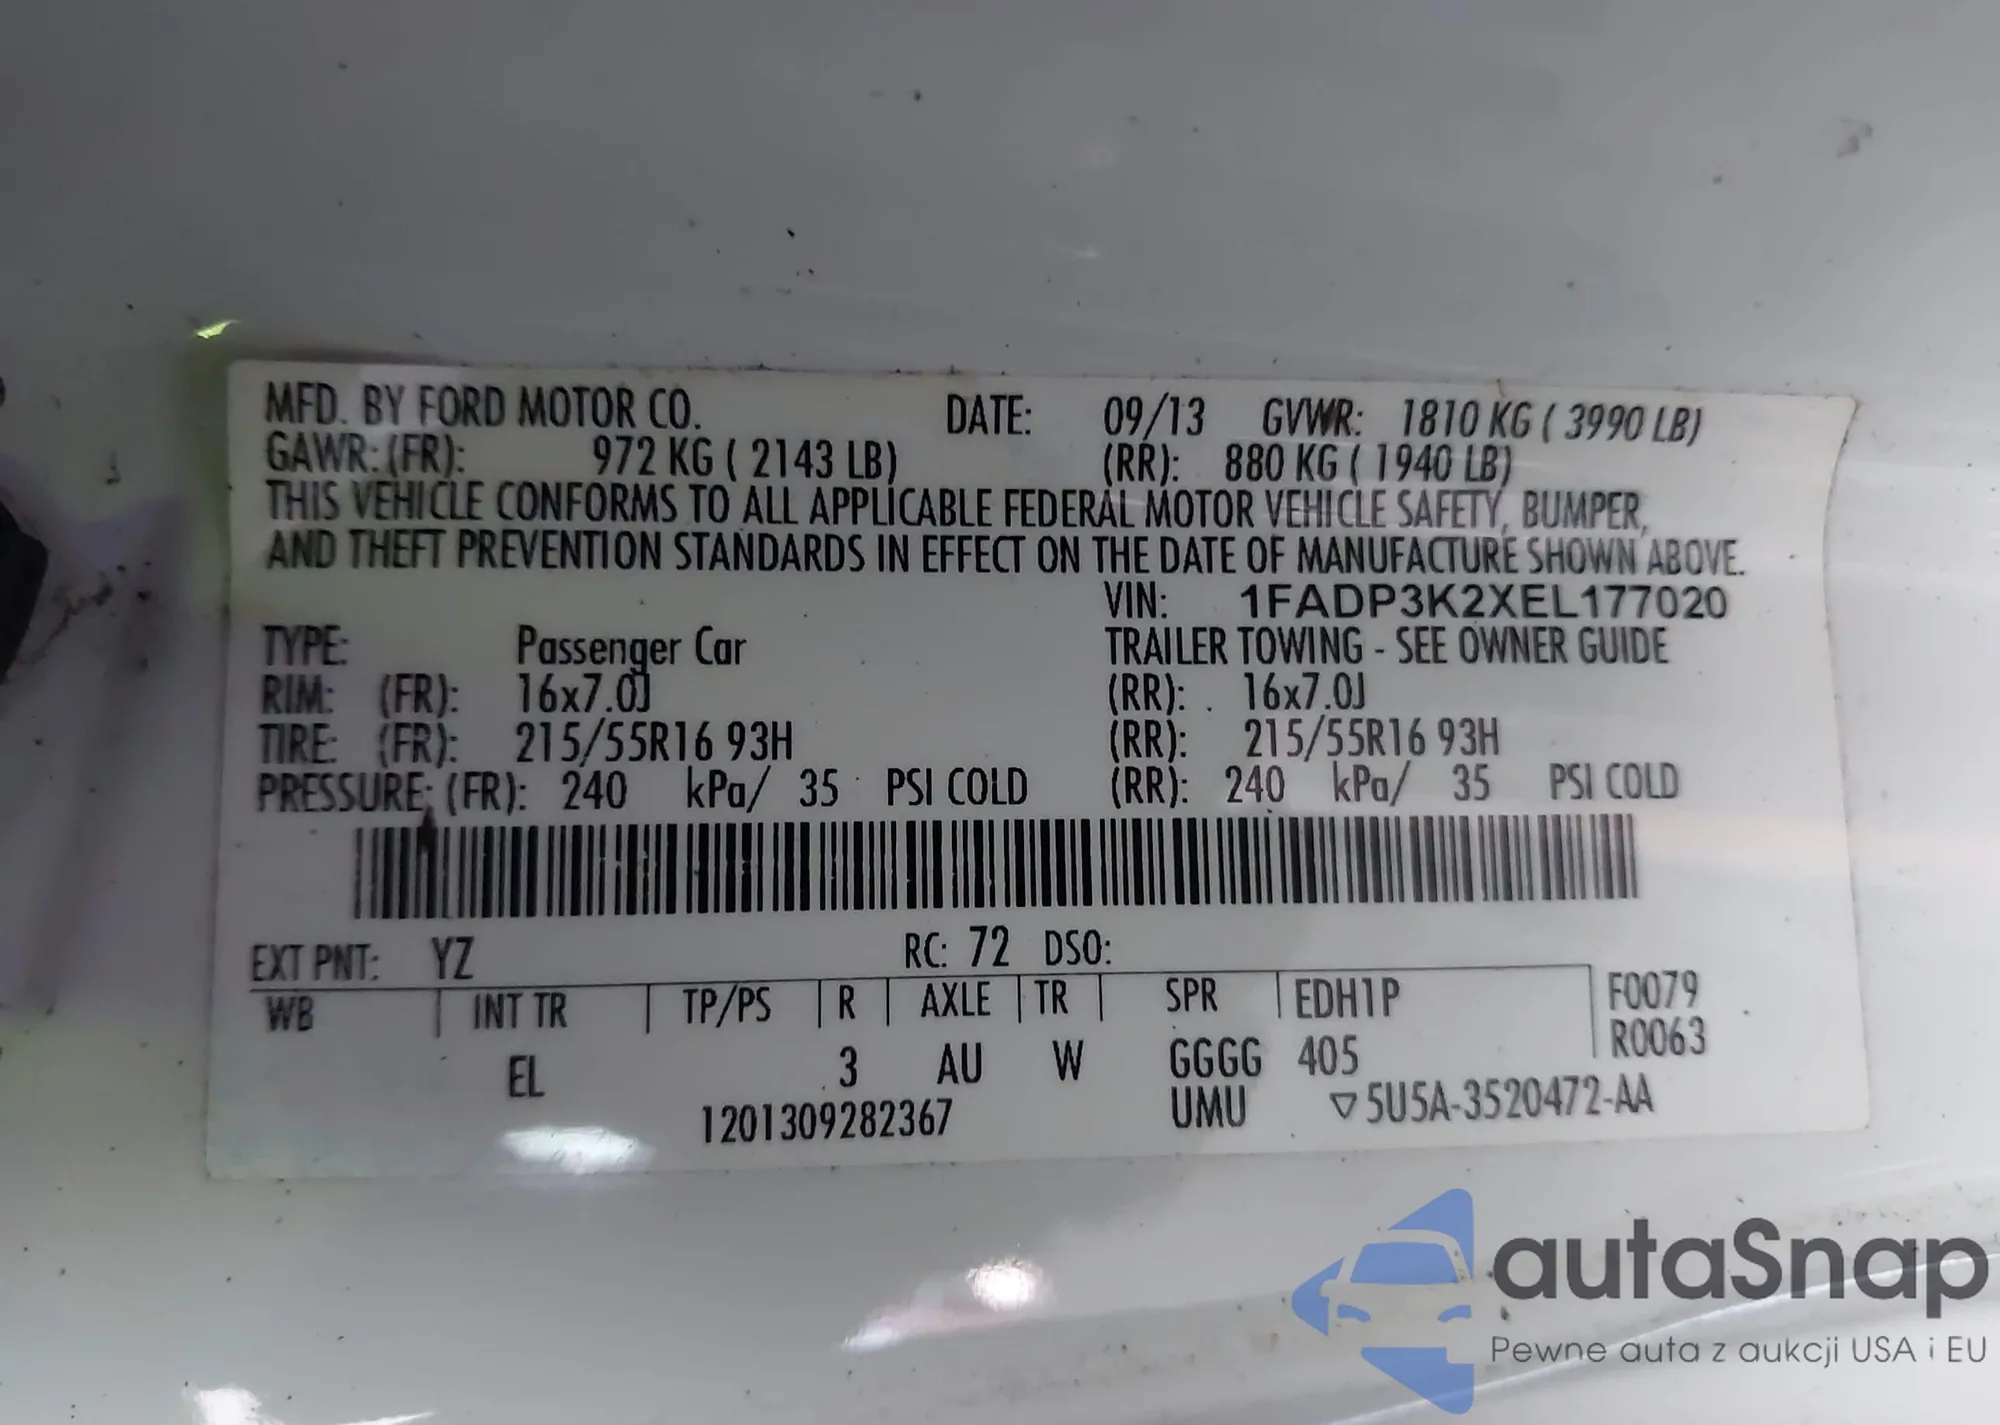 MFD. BY FORD MOTOR CO. DATE: 09/13 GVWR: 1810 KG ( 3990 LB)
GAWR: (FR): 972 KG ( 2143 LB) (RR): 880 KG ( 1940 LB)
THIS VEHICLE CONFORMS TO ALL APPLICABLE FEDERAL MOTOR VEHICLE SAFETY, BUMPER,
AND THEFT PREVENTION STANDARDS IN EFFECT ON THE DATE OF MANUFACTURE SHOWN ABOVE.
VIN: 1FADP3K2XEL177020
TYPE: Passenger Car TRAILER TOWING - SEE OWNER GUIDE
RIM: (FR): 16x7.0J (RR): 16x7.0J
TIRE: (FR): 215/55R16 93H (RR): 215/55R16 93H
PRESSURE: (FR): 240 kPa/ 35 PSI COLD (RR): 240 kPa/ 35 PSI COLD
EXT PNT: YZ RC: 72 DSO:
WB INT TR TP/PS R AXLE TR SPR EDH1P F0079
R0063
EL 3 AU W GGGG 405
1201309282367 UMU ▽5U5A-3520472-AA
autaSnap
Pewne auta z aukcji USA i EU